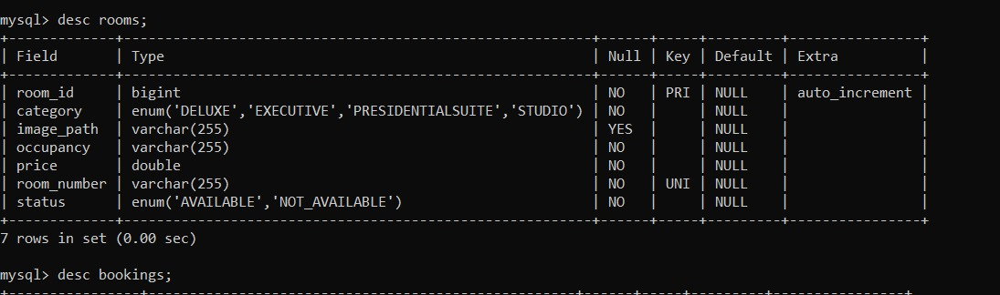 mysql> desc rooms;
+-------------+-------------------------------------------------------+------+-----+---------+----------------+
| Field       | Type                                                  | Null | Key | Default | Extra          |
+-------------+-------------------------------------------------------+------+-----+---------+----------------+
| room_id     | bigint                                                | NO   | PRI | NULL    | auto_increment |
| category    | enum('DELUXE','EXECUTIVE','PRESIDENTIALSUITE','STUDIO') | NO   |     | NULL    |                |
| image_path  | varchar(255)                                          | YES  |     | NULL    |                |
| occupancy   | varchar(255)                                          | NO   |     | NULL    |                |
| price       | double                                                | NO   |     | NULL    |                |
| room_number | varchar(255)                                          | NO   | UNI | NULL    |                |
| status      | enum('AVAILABLE','NOT_AVAILABLE')                     | NO   |     | NULL    |                |
+-------------+-------------------------------------------------------+------+-----+---------+----------------+
7 rows in set (0.00 sec)
mysql> desc bookings;